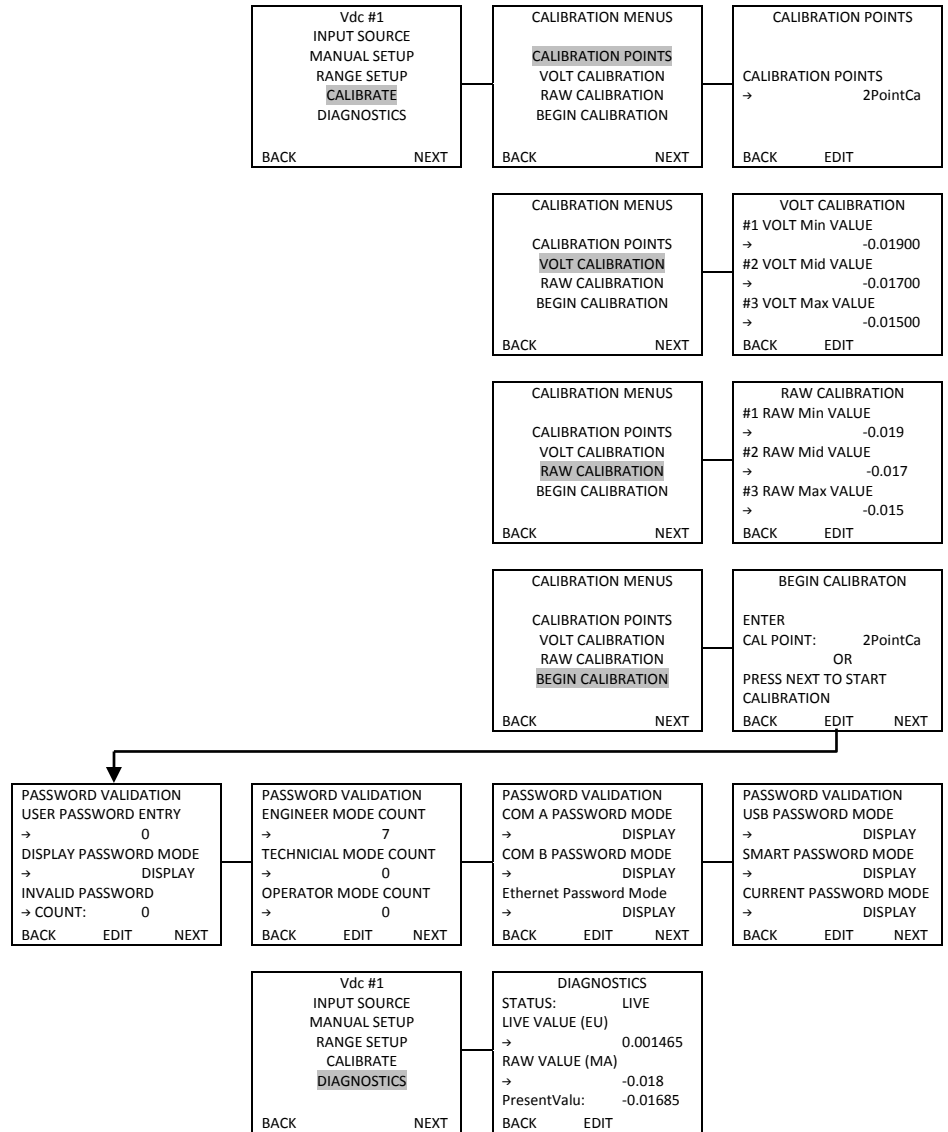 Vdc #1
INPUT SOURCE
MANUAL SETUP
RANGE SETUP
CALIBRATE
DIAGNOSTICS
BACK NEXT
CALIBRATION MENUS
CALIBRATION POINTS
VOLT CALIBRATION
RAW CALIBRATION
BEGIN CALIBRATION
BACK NEXT
CALIBRATION POINTS
CALIBRATION POINTS
→ 2PointCa
BACK EDIT
CALIBRATION MENUS
CALIBRATION POINTS
VOLT CALIBRATION
RAW CALIBRATION
BEGIN CALIBRATION
BACK NEXT
VOLT CALIBRATION
#1 VOLT Min VALUE
→ -0.01900
#2 VOLT Mid VALUE
→ -0.01700
#3 VOLT Max VALUE
→ -0.01500
BACK EDIT
CALIBRATION MENUS
CALIBRATION POINTS
VOLT CALIBRATION
RAW CALIBRATION
BEGIN CALIBRATION
BACK NEXT
RAW CALIBRATION
#1 RAW Min VALUE
→ -0.019
#2 RAW Mid VALUE
→ -0.017
#3 RAW Max VALUE
→ -0.015
BACK EDIT
CALIBRATION MENUS
CALIBRATION POINTS
VOLT CALIBRATION
RAW CALIBRATION
BEGIN CALIBRATION
BACK NEXT
BEGIN CALIBRATON
ENTER
CAL POINT: 2PointCa
OR
PRESS NEXT TO START
CALIBRATION
BACK EDIT NEXT
PASSWORD VALIDATION
USER PASSWORD ENTRY
→ 0
DISPLAY PASSWORD MODE
→ DISPLAY
INVALID PASSWORD
→ COUNT: 0
BACK EDIT NEXT
PASSWORD VALIDATION
ENGINEER MODE COUNT
→ 7
TECHNICIAL MODE COUNT
→ 0
OPERATOR MODE COUNT
→ 0
BACK EDIT NEXT
PASSWORD VALIDATION
COM A PASSWORD MODE
→ DISPLAY
COM B PASSWORD MODE
→ DISPLAY
Ethernet Password Mode
→ DISPLAY
BACK EDIT NEXT
PASSWORD VALIDATION
USB PASSWORD MODE
→ DISPLAY
SMART PASSWORD MODE
→ DISPLAY
CURRENT PASSWORD MODE
→ DISPLAY
BACK EDIT NEXT
Vdc #1
INPUT SOURCE
MANUAL SETUP
RANGE SETUP
CALIBRATE
DIAGNOSTICS
BACK NEXT
DIAGNOSTICS
STATUS: LIVE
LIVE VALUE (EU)
→ 0.001465
RAW VALUE (MA)
→ -0.018
PresentValu: -0.01685
BACK EDIT